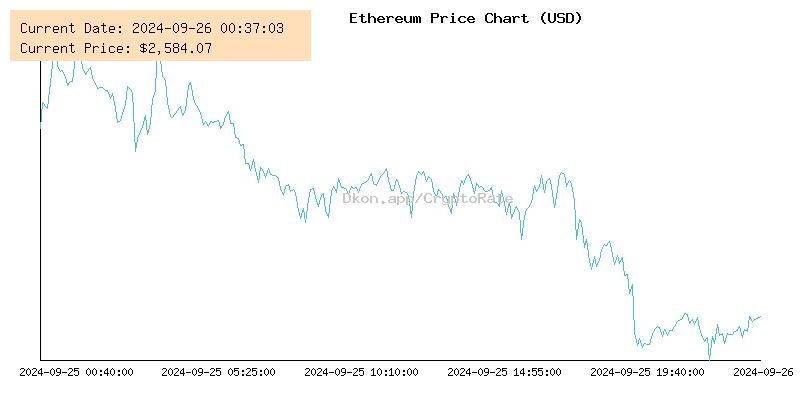 Ethereum Price Chart (USD)
Current Date: 2024-09-26 00:37:03
Current Price: $2,584.07
Dkon.app/CryptoRate
2024-09-25 00:40:00
2024-09-25 05:25:00
2024-09-25 10:10:00
2024-09-25 14:55:00
2024-09-25 19:40:00
2024-09-26